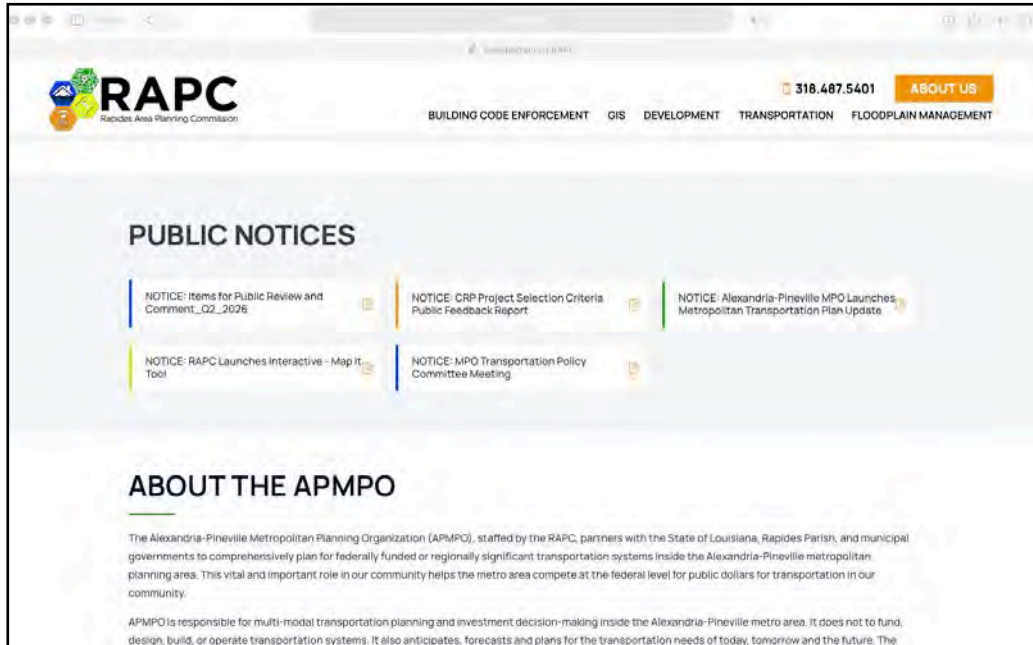 RAPC
Rapides Area Planning Commission
318.487.5401
ABOUT US
BUILDING CODE ENFORCEMENT GIS DEVELOPMENT TRANSPORTATION FLOODPLAIN MANAGEMENT
PUBLIC NOTICES
NOTICE: Items for Public Review and
Comment_Q2_2026
NOTICE: CRP Project Selection Criteria
Public Feedback Report
NOTICE: Alexandria-Pineville MPO Launches
Metropolitan Transportation Plan Update
NOTICE: RAPC Launches Interactive - Map It
Tool
NOTICE: MPO Transportation Policy
Committee Meeting
ABOUT THE APMPO
The Alexandria-Pineville Metropolitan Planning Organization (APMPO), staffed by the RAPC, partners with the State of Louisiana, Rapides Parish, and municipal
governments to comprehensively plan for federally funded or regionally significant transportation systems inside the Alexandria-Pineville metropolitan
planning area. This vital and important role in our community helps the metro area compete at the federal level for public dollars for transportation in our
community.
APMPO is responsible for multi-modal transportation planning and investment decision-making inside the Alexandria-Pineville metro area. It does not to fund,
design, build, or operate transportation systems. It also anticipates, forecasts and plans for the transportation needs of today, tomorrow and the future. The